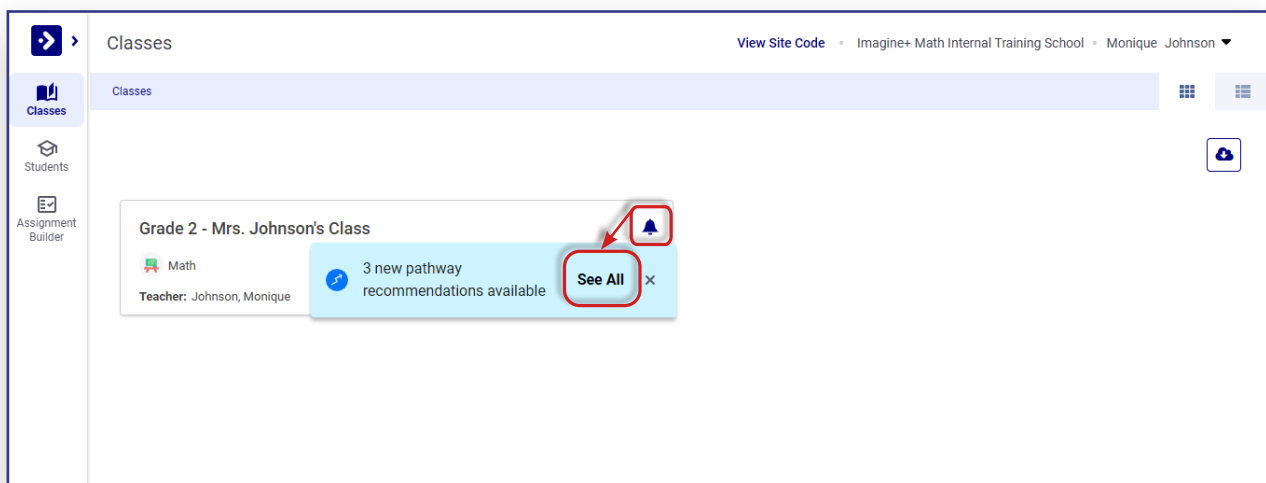 Classes
View Site Code • Imagine+ Math Internal Training School • Monique Johnson
Classes
Classes
Students
Assignment
Builder
Grade 2 - Mrs. Johnson's Class
Math
Teacher: Johnson, Monique
3 new pathway
recommendations available
See All